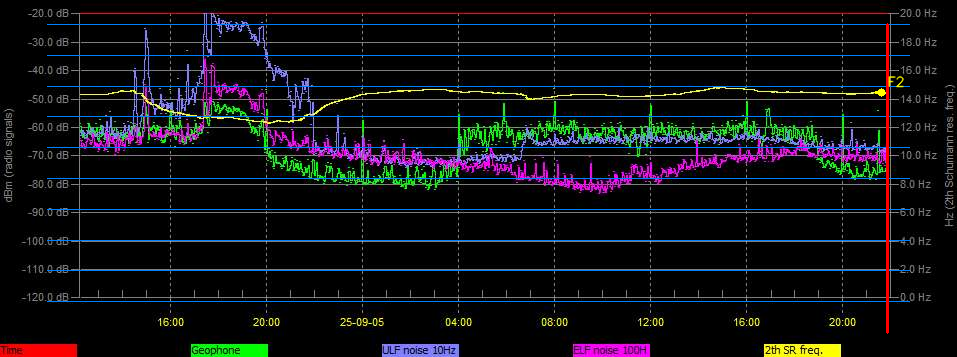 -20.0 dB
-30.0 dB
-40.0 dB
-50.0 dB
-60.0 dB
-70.0 dB
-80.0 dB
-90.0 dB
-100.0 dB
-110.0 dB
-120.0 dB
dBm (radio signals)
20.0 Hz
18.0 Hz
16.0 Hz
14.0 Hz
12.0 Hz
10.0 Hz
8.0 Hz
6.0 Hz
4.0 Hz
2.0 Hz
0.0 Hz
Hz (2th Schumann res. freq.)
F2
16:00 20:00 25-09-05 04:00 08:00 12:00 16:00 20:00
Time Geophone ULF noise 10Hz ELF noise 100H 2th SR freq.